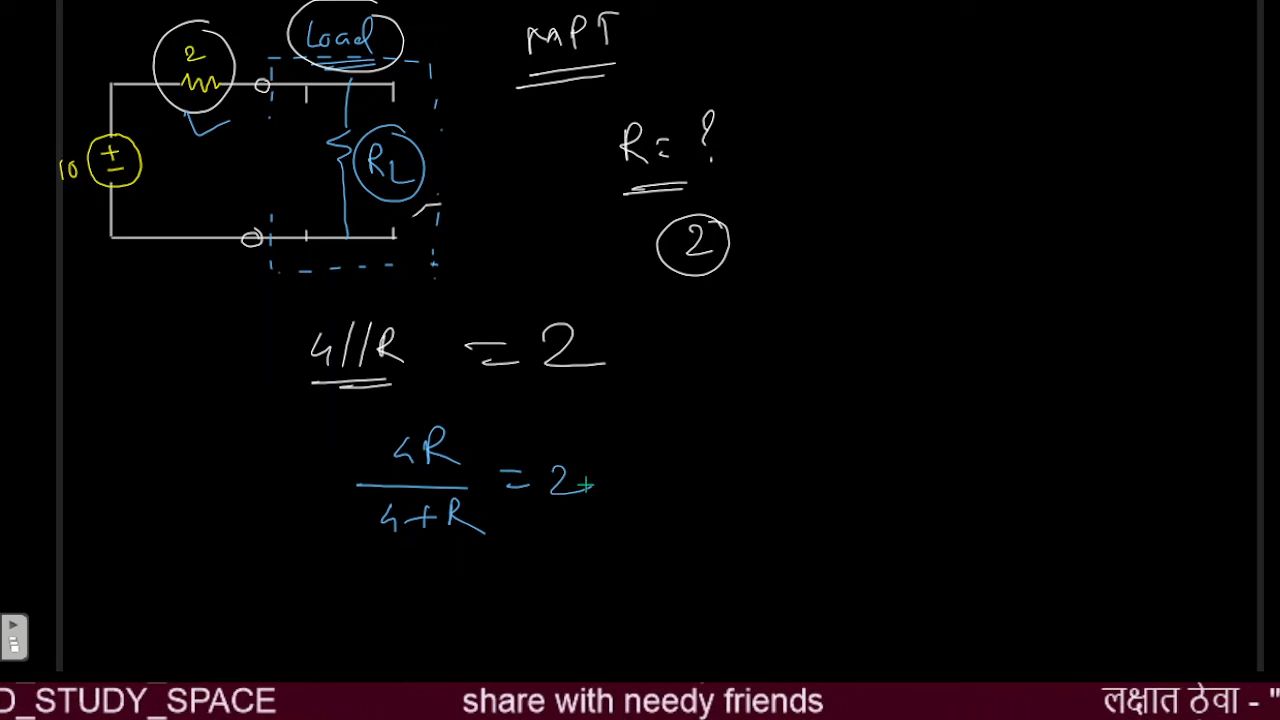 Load
MPT
2
10
+
-
RL
R = ?
2
4//R = 2
4R
4+R
= 2
D_STUDY_SPACE share with needy friends लक्षात ठेवा - "